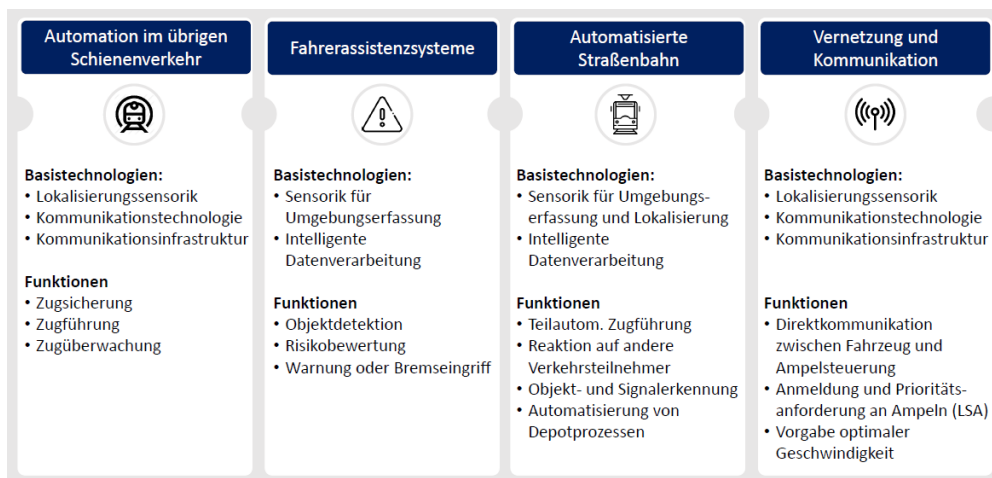 Automation im übrigen
Schienenverkehr
Basistechnologien:
• Lokalisierungssensorik
• Kommunikationstechnologie
• Kommunikationsinfrastruktur
Funktionen
• Zugsicherung
• Zugführung
• Zugüberwachung
Fahrerassistenzsysteme
Basistechnologien:
• Sensorik für
Umgebungserfassung
• Intelligente
Datenverarbeitung
Funktionen
• Objektdetektion
• Risikobewertung
• Warnung oder Bremseingriff
Automatisierte
Straßenbahn
Basistechnologien:
• Sensorik für Umgebungs-
erfassung und Lokalisierung
• Intelligente
Datenverarbeitung
Funktionen
• Teilautom. Zugführung
• Reaktion auf andere
Verkehrsteilnehmer
• Objekt- und Signalerkennung
• Automatisierung von
Depotprozessen
Vernetzung und
Kommunikation
Basistechnologien:
• Lokalisierungssensorik
• Kommunikationstechnologie
• Kommunikationsinfrastruktur
Funktionen
• Direktkommunikation
zwischen Fahrzeug und
Ampelsteuerung
• Anmeldung und Prioritäts-
anforderung an Ampeln (LSA)
• Vorgabe optimaler
Geschwindigkeit